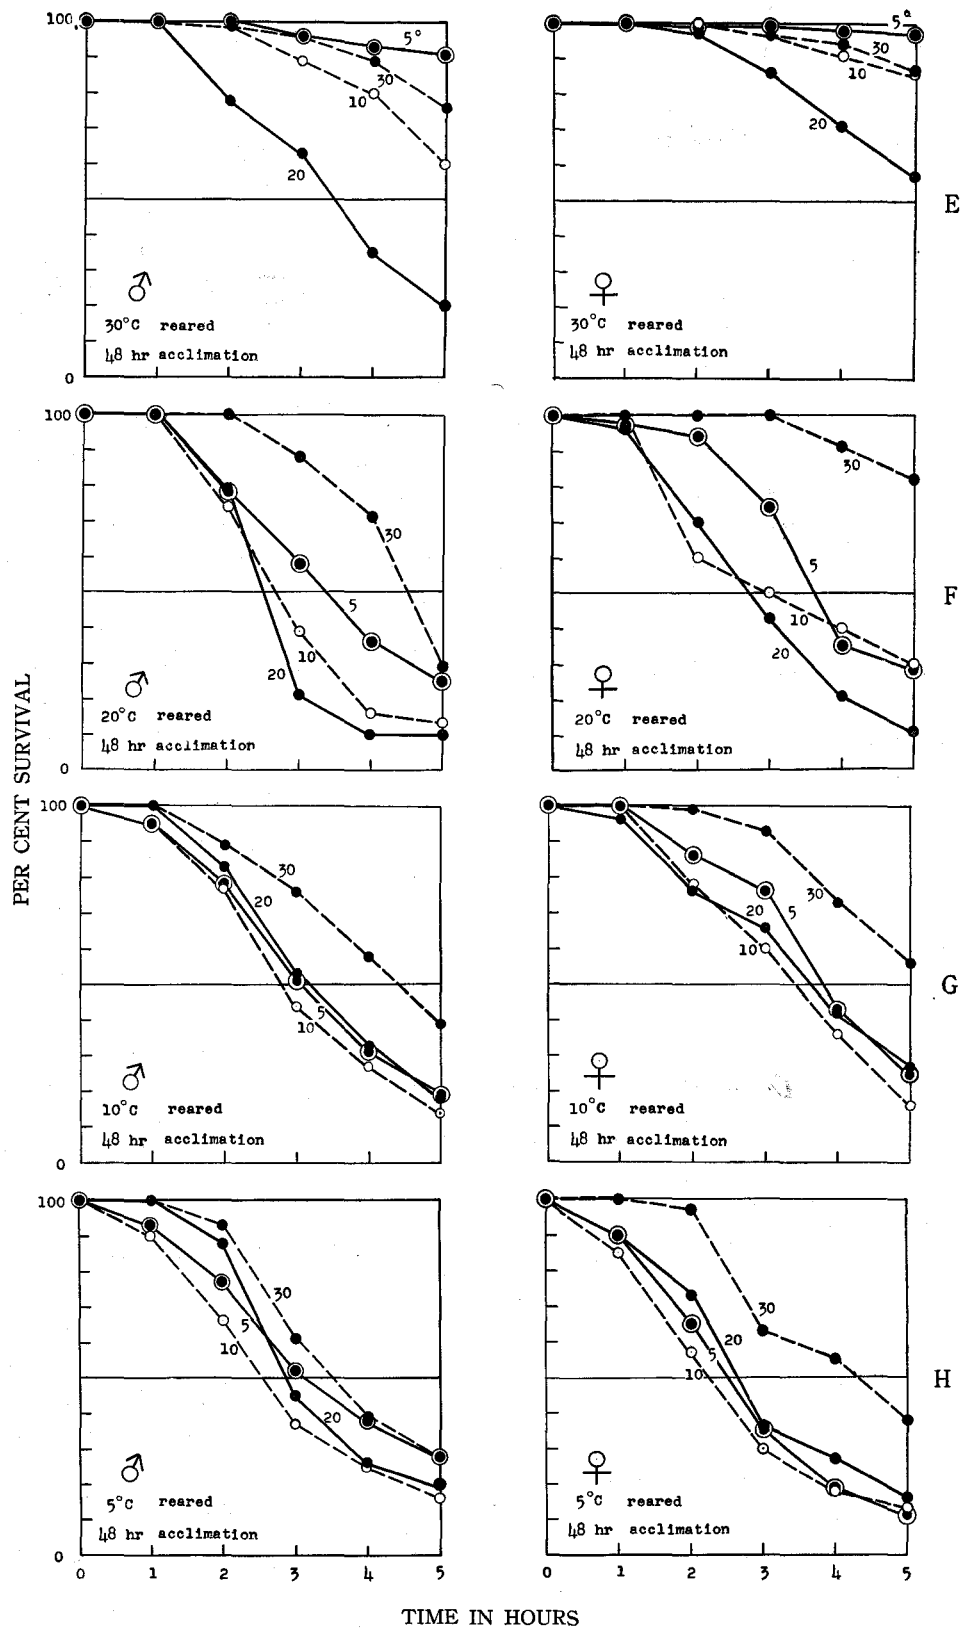 100
5°
30
10
20
♂
30°C reared
48 hr acclimation
0
5°
30
10
20
♀
30°C reared
48 hr acclimation
E
100
30
5
10
20
♂
20°C reared
48 hr acclimation
0
30
5
10
20
♀
20°C reared
48 hr acclimation
F
PER CENT SURVIVAL
100
30
20
5
10
♂
10°C reared
48 hr acclimation
0
30
20 5
10
♀
10°C reared
48 hr acclimation
G
100
30
5
10
20
♂
5°C reared
48 hr acclimation
0
0 1 2 3 4 5
30
20
5
10
♀
5°C reared
48 hr acclimation
H
0 1 2 3 4 5
TIME IN HOURS